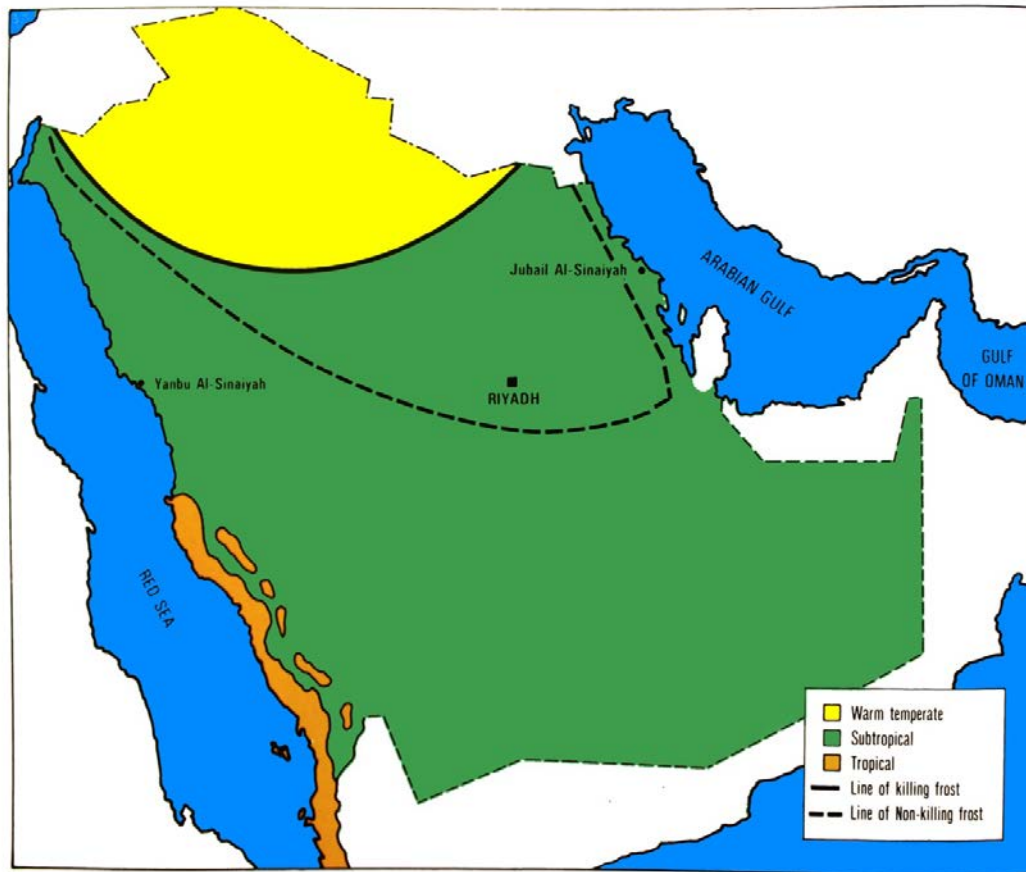 Jubail Al-Sinaiyah
ARABIAN GULF
GULF
OF OMAN
Yanbu Al-Sinaiyah
RIYADH
RED SEA
Warm temperate
Subtropical
Tropical
Line of killing frost
Line of Non-killing frost